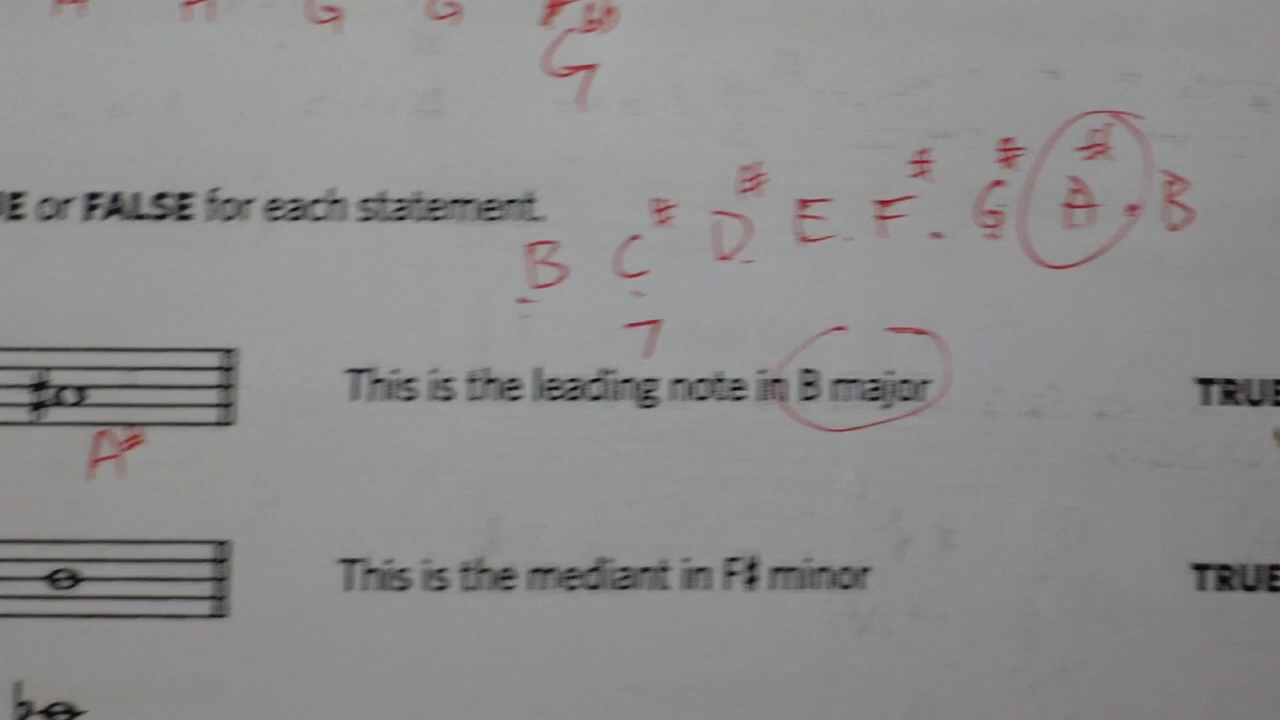 A A G G
G7
E or FALSE for each statement.
B C# D# E F# G# A# B
7
This is the leading note in B major TRUE
A#
This is the mediant in F# minor TRUE